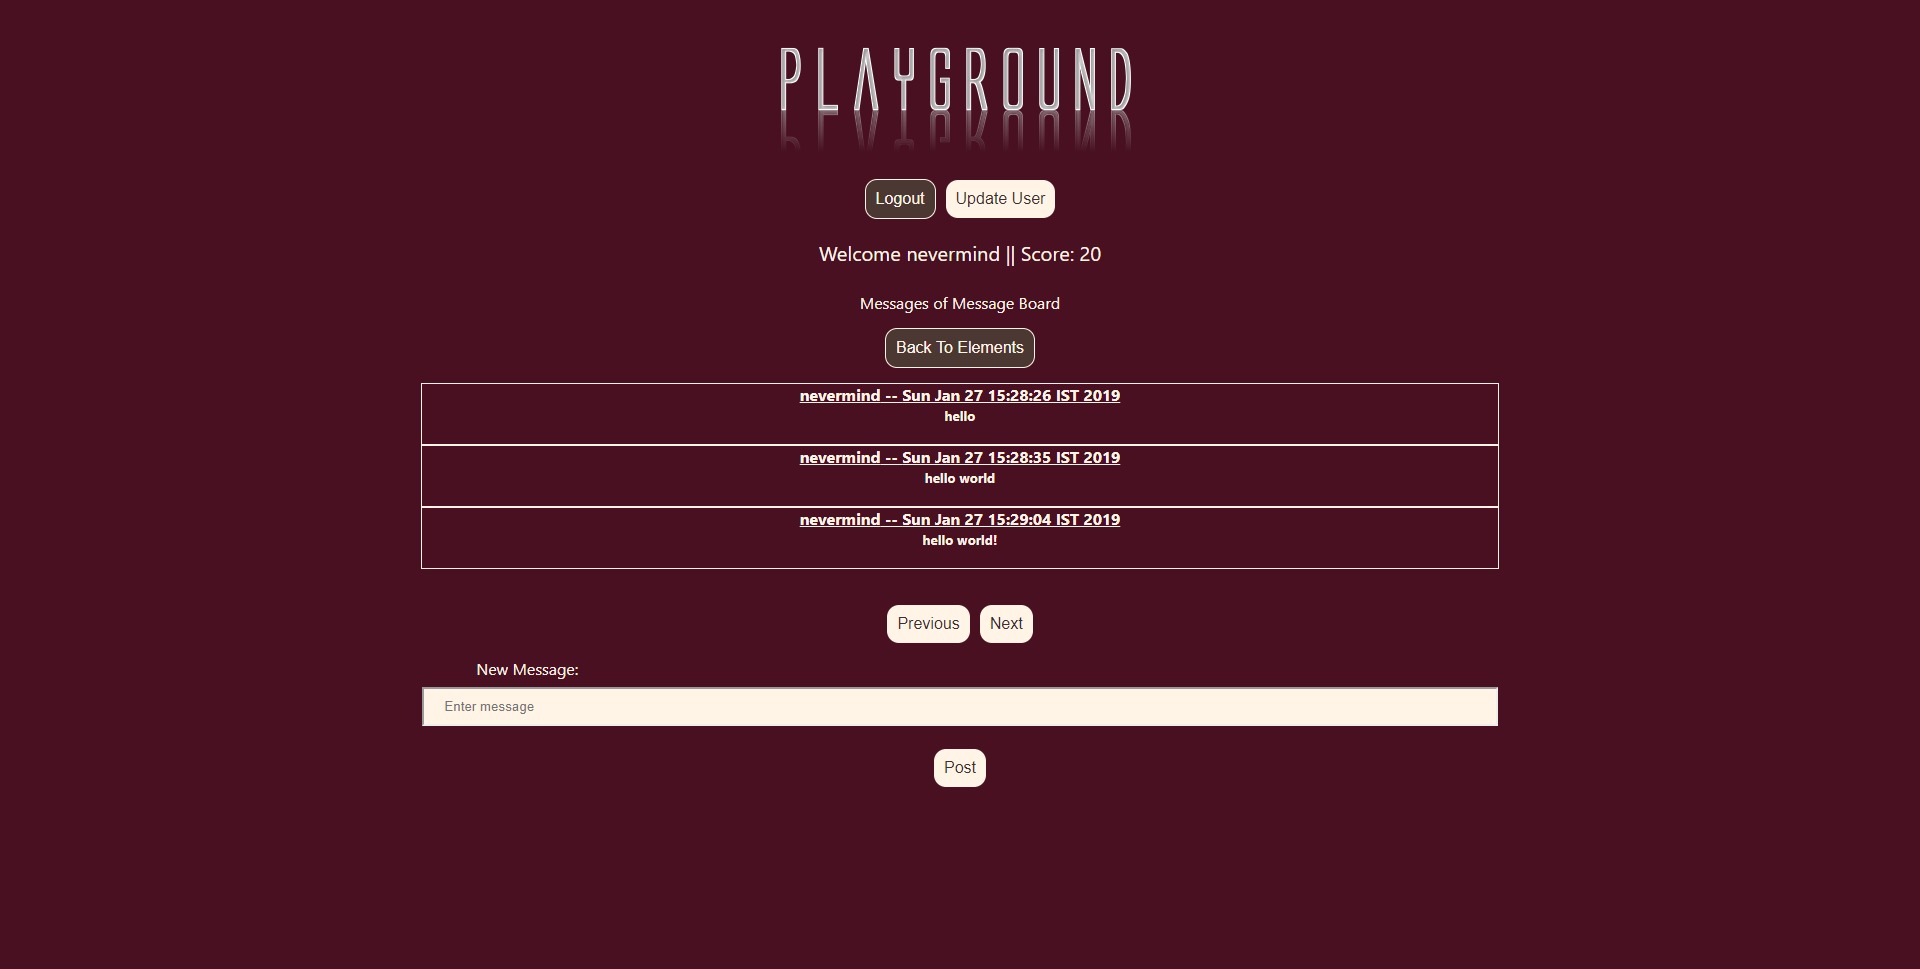 PLAYGROUND
Logout Update User
Welcome nevermind || Score: 20
Messages of Message Board
Back To Elements
nevermind -- Sun Jan 27 15:28:26 IST 2019
hello
nevermind -- Sun Jan 27 15:28:35 IST 2019
hello world
nevermind -- Sun Jan 27 15:29:04 IST 2019
hello world!
Previous Next
New Message:
Enter message
Post